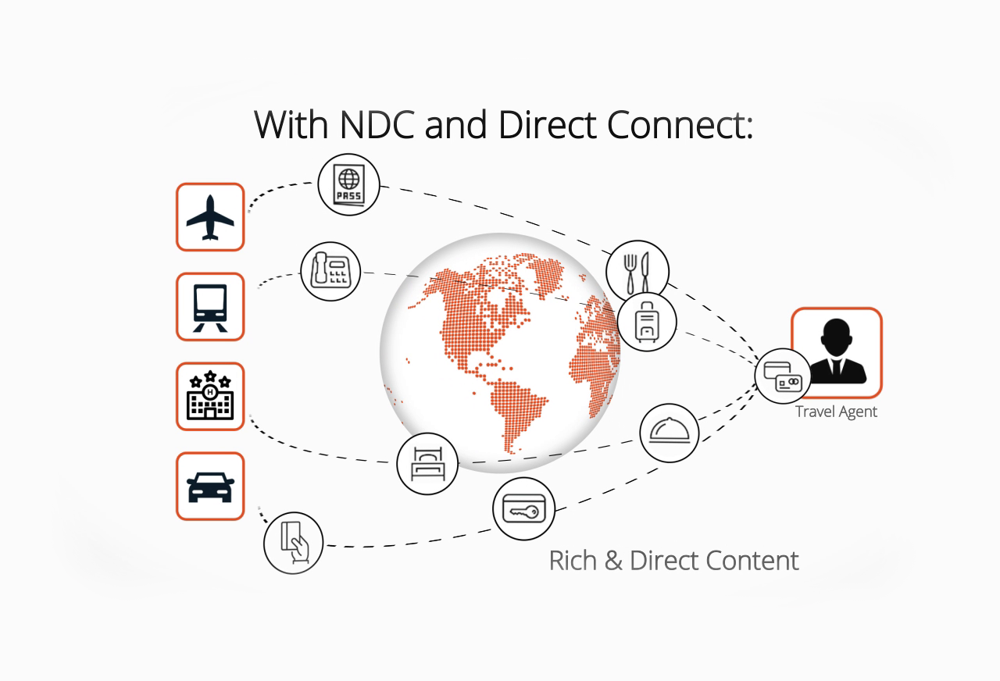 With NDC and Direct Connect:
PASS
H
Travel Agent
Rich & Direct Content